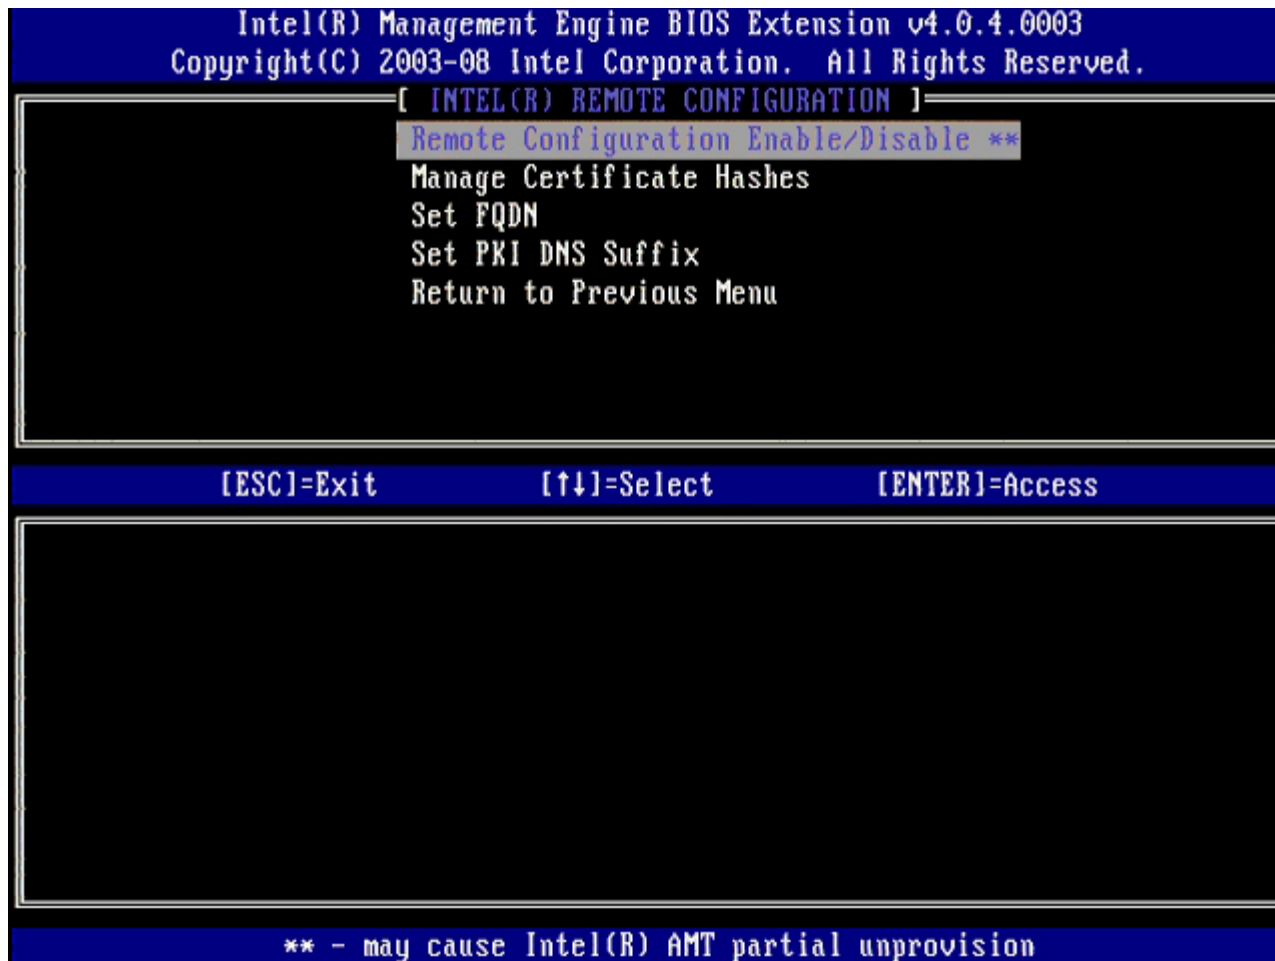 Intel(R) Management Engine BIOS Extension v4.0.4.0003
Copyright(C) 2003-08 Intel Corporation. All Rights Reserved.
[ INTEL(R) REMOTE CONFIGURATION ]
Remote Configuration Enable/Disable **
Manage Certificate Hashes
Set FQDN
Set PKI DNS Suffix
Return to Previous Menu
[ESC]=Exit [↑↓]=Select [ENTER]=Access
** - may cause Intel(R) AMT partial unprovision